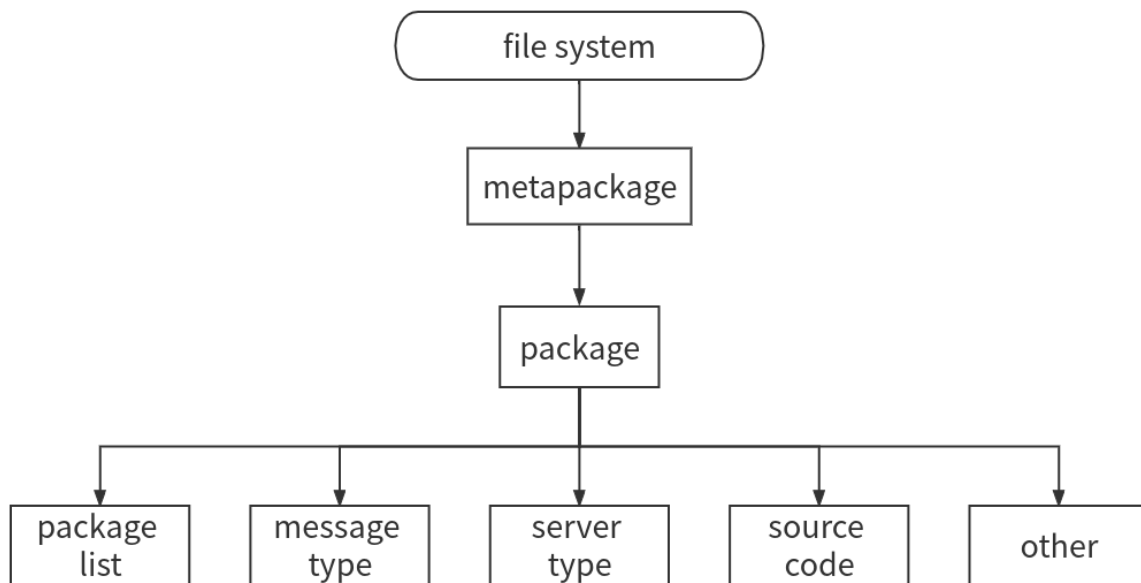 file system
metapackage
package
package
list
message
type
server
type
source
code
other